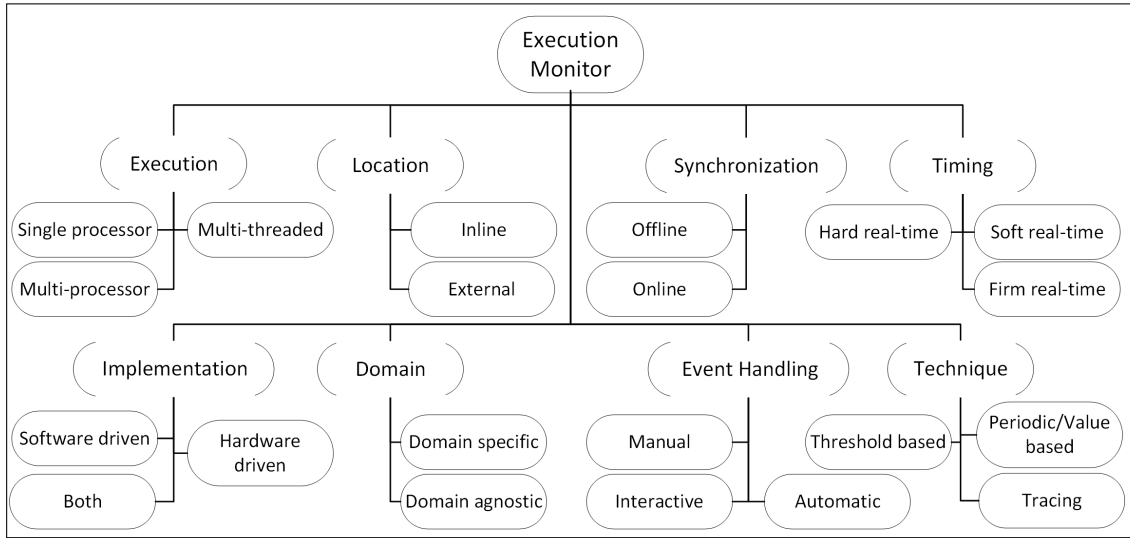 Execution
Monitor
Execution
Location
Synchronization
Timing
Single processor
Multi-threaded
Inline
Offline
Hard real-time
Soft real-time
Multi-processor
External
Online
Firm real-time
Implementation
Domain
Event Handling
Technique
Software driven
Hardware
driven
Domain specific
Manual
Threshold based
Periodic/Value
based
Both
Domain agnostic
Interactive
Automatic
Tracing